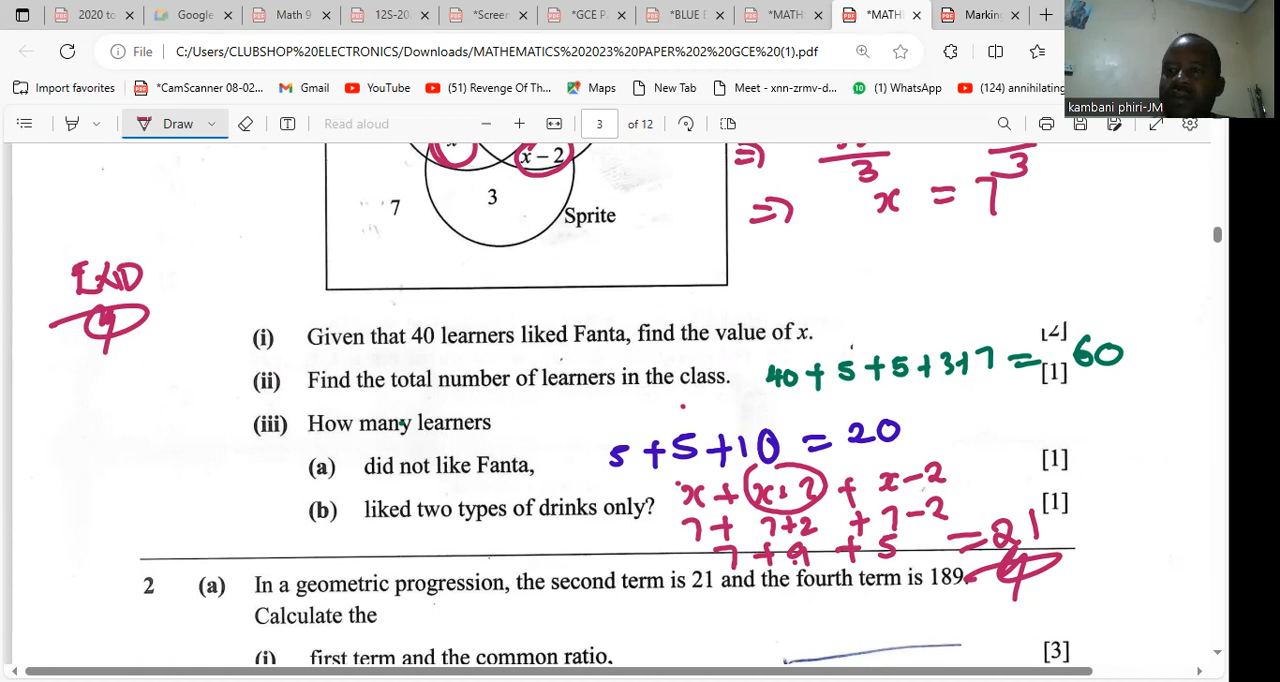 2020 to
Google
Math 9
12S-20
*Screer
*GCE P
*BLUE E
*MATH
*MATH
Marking
File
C:/Users/CLUBSHOP%20ELECTRONICS/Downloads/MATHEMATICS%202023%20PAPER%202%20GCE%20(1).pdf
Import favorites
*CamScanner 08-02...
Gmail
YouTube
(51) Revenge Of Th...
Maps
New Tab
Meet - xnn-zrmv-d...
(1) WhatsApp
(124) annihilating
kambani phiri-JM
Draw
Read aloud
3
of 12
x - 2
⇒
3
3
7
3
Sprite
⇒ x = 7
END
(i) Given that 40 learners liked Fanta, find the value of x. [2]
(ii) Find the total number of learners in the class. 40 + 5 + 5 + 3 + 7 = 60 [1]
(iii) How many learners
5 + 5 + 10 = 20
(a) did not like Fanta, [1]
x + (x+2) + x - 2
(b) liked two types of drinks only? [1]
7 + 7+2 + 7-2
7 + 9 + 5 = 21
2 (a) In a geometric progression, the second term is 21 and the fourth term is 189.
Calculate the
(i) first term and the common ratio, [3]